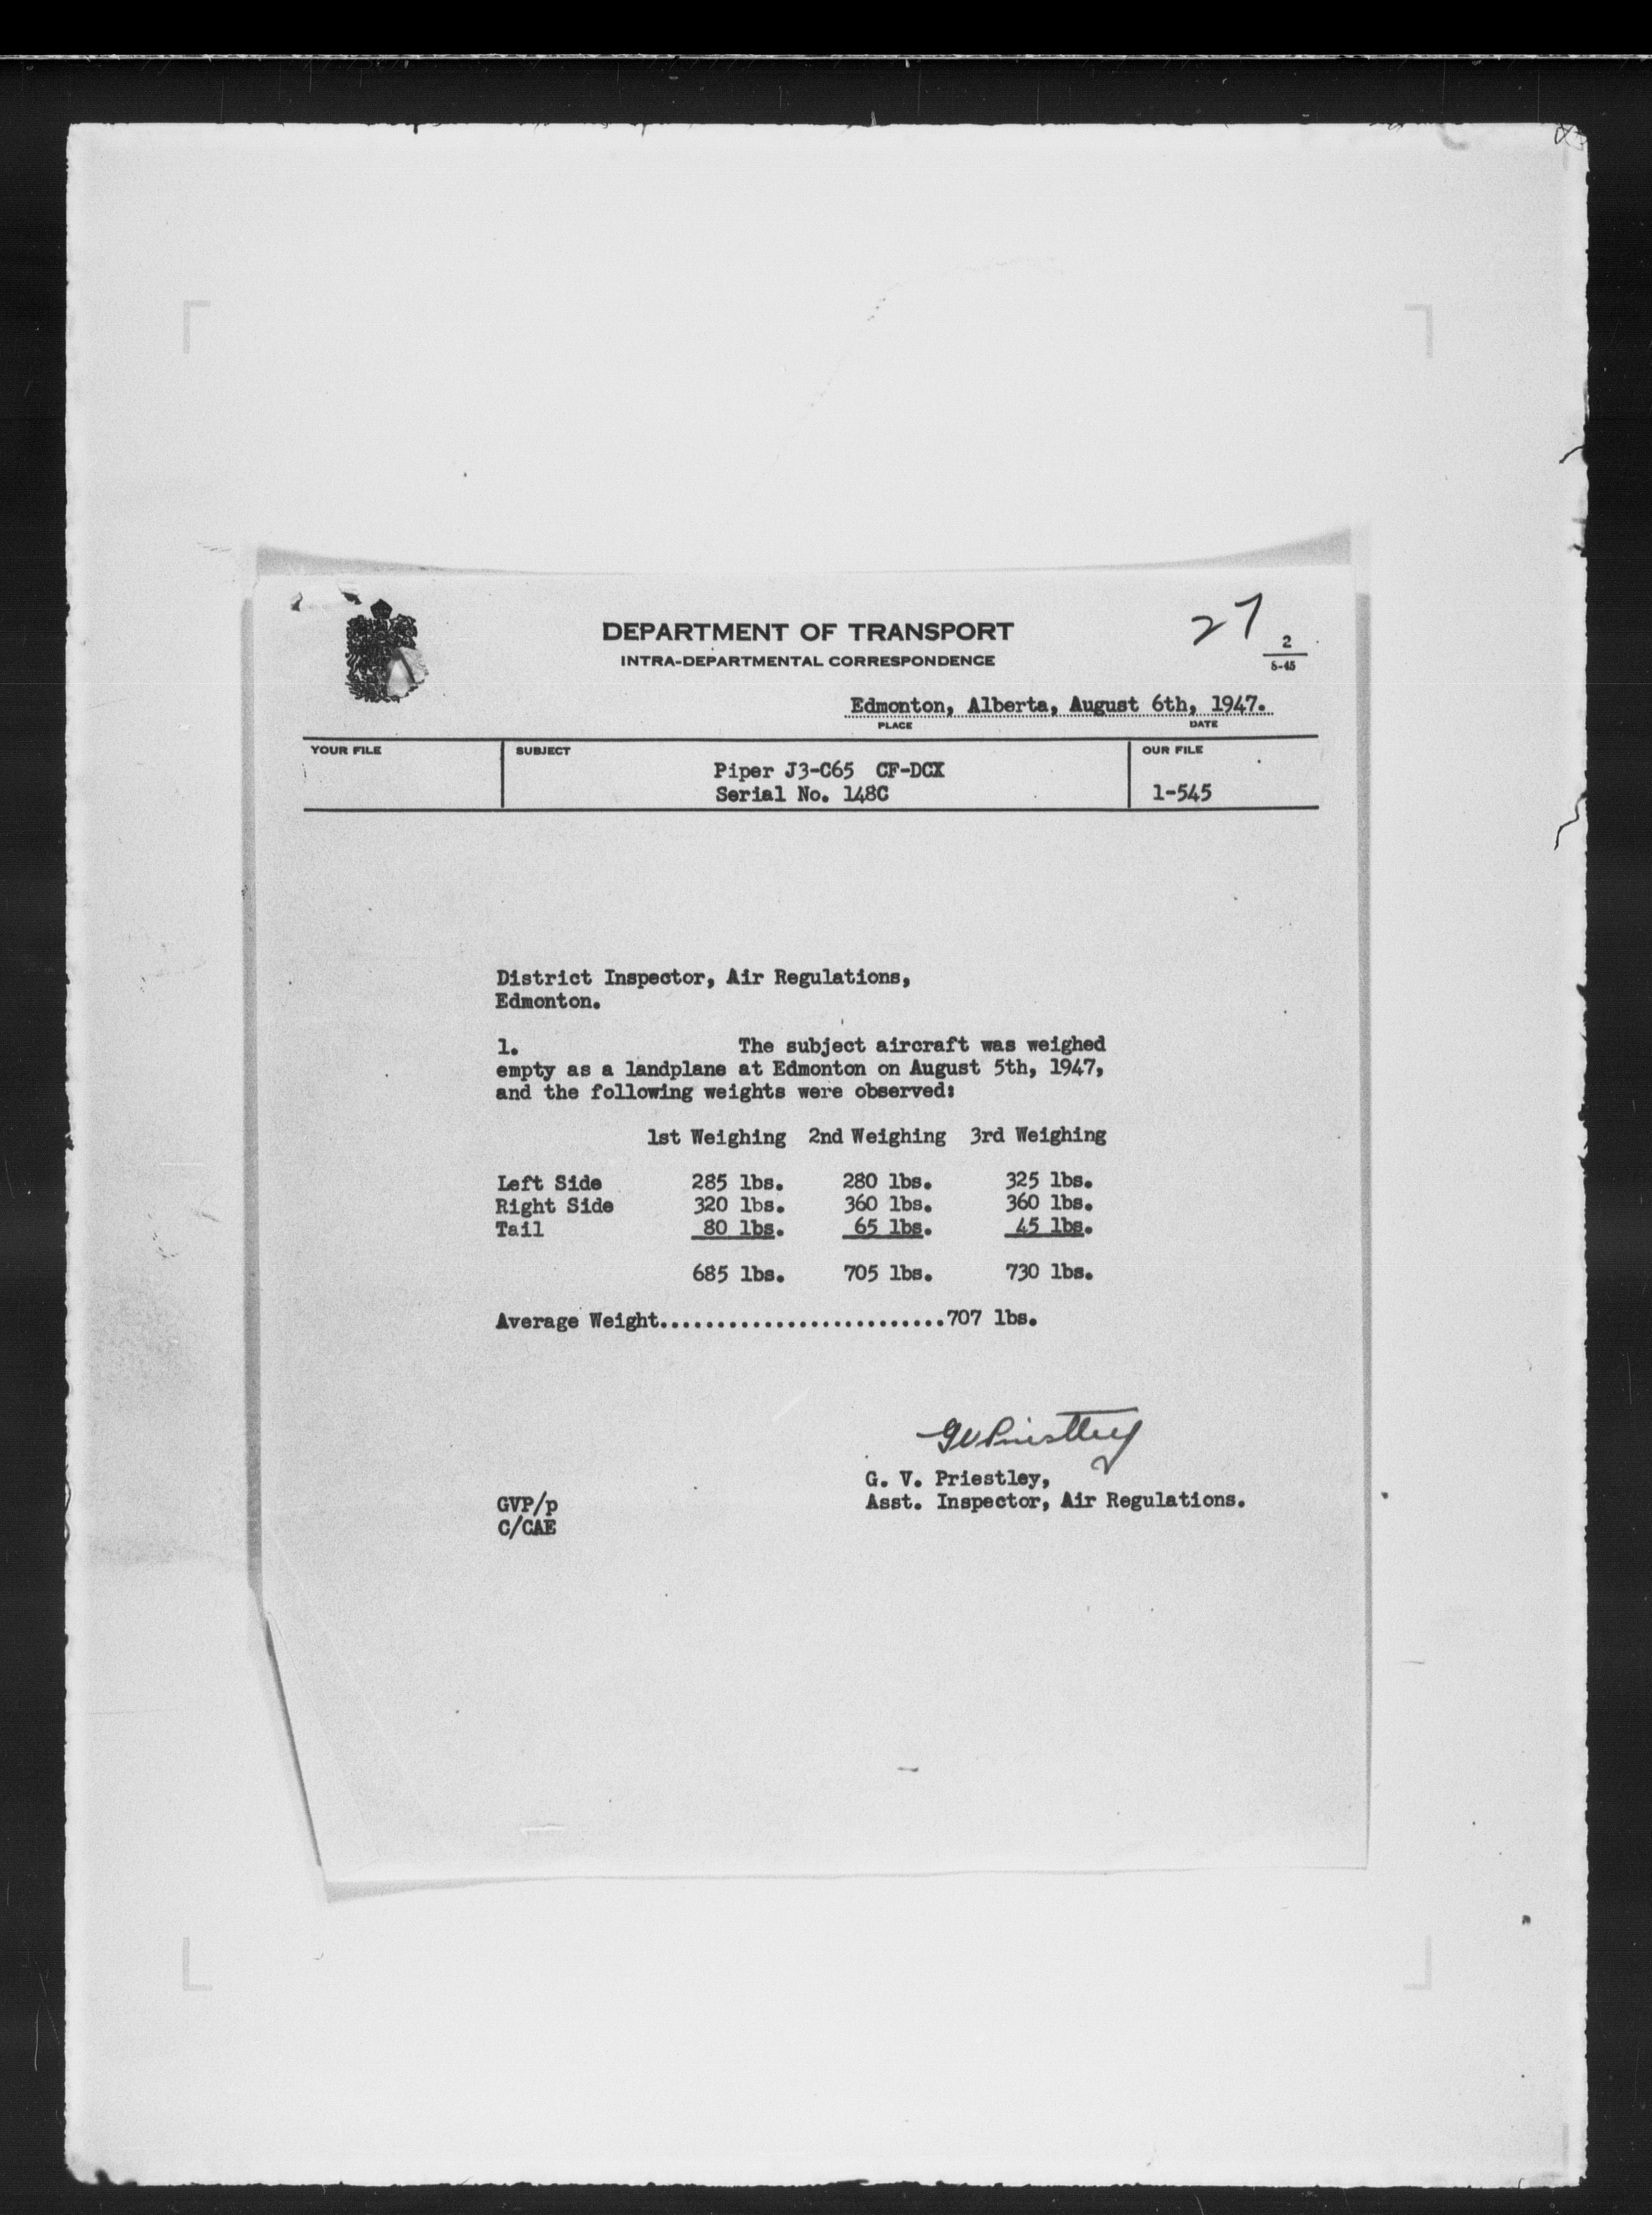 27
DEPARTMENT OF TRANSPORT
INTRA-DEPARTMENTAL CORRESPONDENCE
2
8-45
Edmonton, Alberta, August 6th, 1947.
PLACE DATE
YOUR FILE SUBJECT OUR FILE
Piper J3-C65 CF-DCX
Serial No. 148C 1-545
District Inspector, Air Regulations,
Edmonton.
1. The subject aircraft was weighed
empty as a landplane at Edmonton on August 5th, 1947,
and the following weights were observed:
1st Weighing 2nd Weighing 3rd Weighing
Left Side 285 lbs. 280 lbs. 325 lbs.
Right Side 320 lbs. 360 lbs. 360 lbs.
Tail 80 lbs. 65 lbs. 45 lbs.
685 lbs. 705 lbs. 730 lbs.
Average Weight.........................707 lbs.
GVPriestley
G. V. Priestley,
Asst. Inspector, Air Regulations.
GVP/p
C/CAE